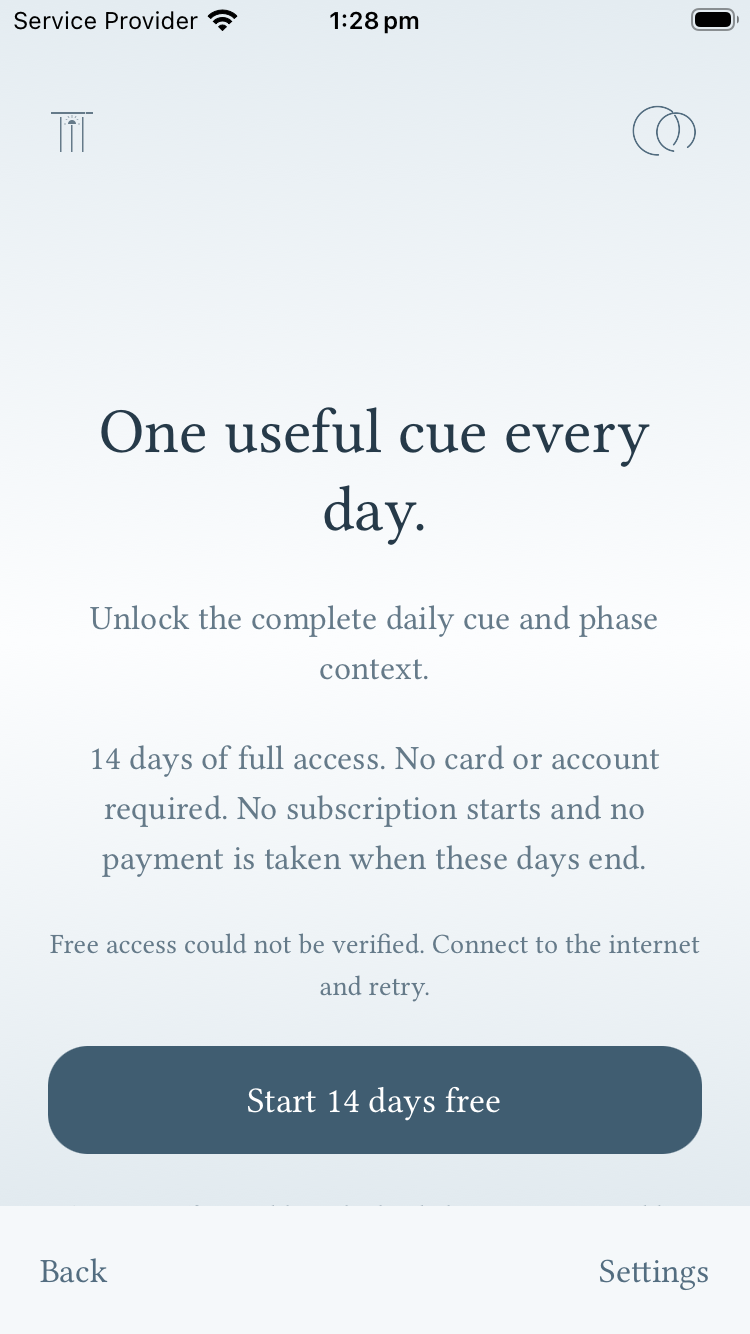 Service Provider 1:28 pm
One useful cue every
day.
Unlock the complete daily cue and phase
context.
14 days of full access. No card or account
required. No subscription starts and no
payment is taken when these days end.
Free access could not be verified. Connect to the internet
and retry.
Start 14 days free
Back Settings